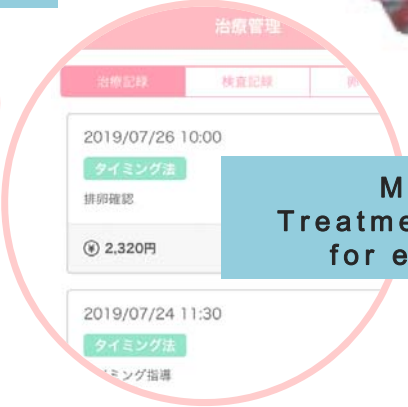 治療管理
治療記録
検査記録
2019/07/26 10:00
タイミング法
排卵確認
¥ 2,320円
M
Treatme
for e
2019/07/24 11:30
タイミング法
イミング指導